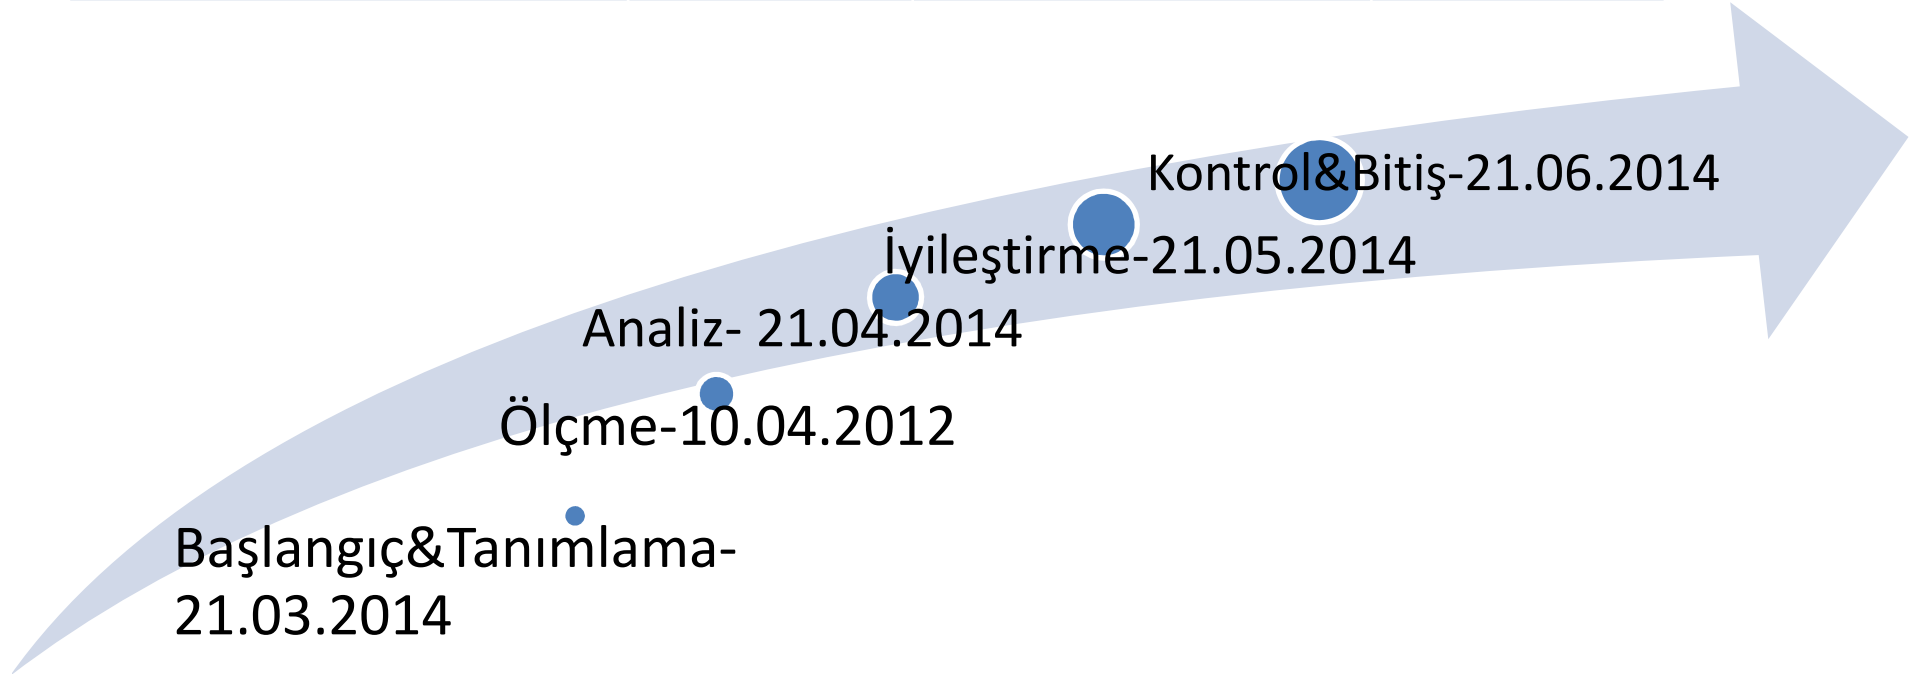 Kontrol&Bitiş-21.06.2014
İyileştirme-21.05.2014
Analiz- 21.04.2014
Ölçme-10.04.2012
Başlangıç&Tanımlama-
21.03.2014